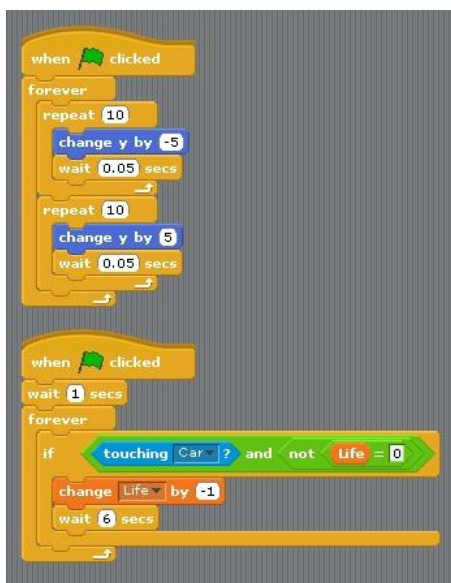 when clicked
forever
repeat 10
change y by -5
wait 0.05 secs
repeat 10
change y by 5
wait 0.05 secs
when clicked
wait 1 secs
forever
if touching Car ? and not Life = 0
change Life by -1
wait 6 secs